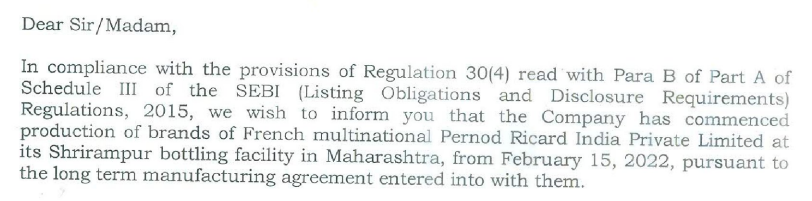 Dear Sir/Madam,
In compliance with the provisions of Regulation 30(4) read with Para B of Part A of
Schedule III of the SEBI (Listing Obligations and Disclosure Requirements)
Regulations, 2015, we wish to inform you that the Company has commenced
production of brands of French multinational Pernod Ricard India Private Limited at
its Shrirampur bottling facility in Maharashtra, from February 15, 2022, pursuant to
the long term manufacturing agreement entered into with them.